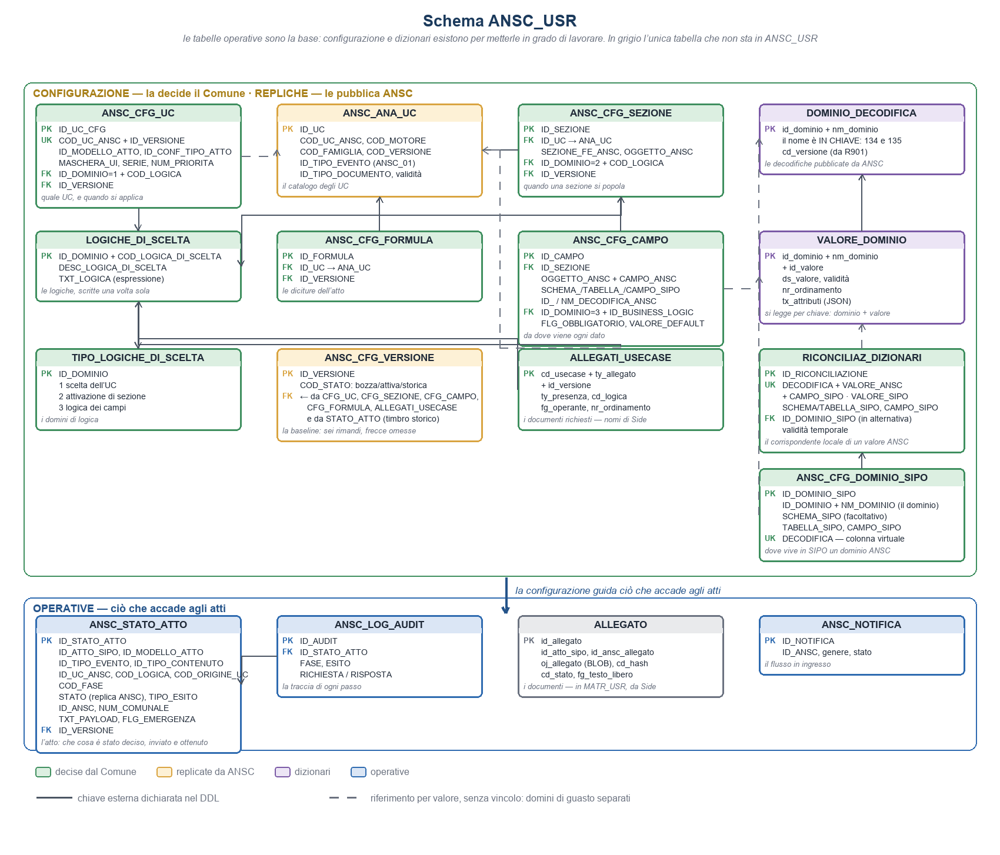 Schema ANSC_USR
le tabelle operative sono la base: configurazione e dizionari esistono per metterle in grado di lavorare. In grigio l'unica tabella che non sta in ANSC_USR
CONFIGURAZIONE — la decide il Comune · REPLICHE — le pubblica ANSC
ANSC_CFG_UC
PK ID_UC_CFG
UK COD_UC_ANSC + ID_VERSIONE
ID_MODELLO_ATTO, ID_CONF_TIPO_ATTO
MASCHERA_UI, SERIE, NUM_PRIORITA
FK ID_DOMINIO=1 + COD_LOGICA
FK ID_VERSIONE
quale UC, e quando si applica
ANSC_ANA_UC
PK ID_UC
COD_UC_ANSC, COD_MOTORE
COD_FAMIGLIA, COD_VERSIONE
ID_TIPO_EVENTO (ANSC_01)
ID_TIPO_DOCUMENTO, validità
il catalogo degli UC
ANSC_CFG_SEZIONE
PK ID_SEZIONE
FK ID_UC → ANA_UC
SEZIONE_FE_ANSC, OGGETTO_ANSC
FK ID_DOMINIO=2 + COD_LOGICA
FK ID_VERSIONE
quando una sezione si popola
DOMINIO_DECODIFICA
PK id_dominio + nm_dominio
il nome è IN CHIAVE: 134 e 135
cd_versione (da R901)
le decodifiche pubblicate da ANSC
LOGICHE_DI_SCELTA
PK ID_DOMINIO + COD_LOGICA_DI_SCELTA
DESC_LOGICA_DI_SCELTA
TXT_LOGICA (espressione)
le logiche, scritte una volta sola
ANSC_CFG_FORMULA
PK ID_FORMULA
FK ID_UC → ANA_UC
FK ID_VERSIONE
le diciture dell'atto
ANSC_CFG_CAMPO
PK ID_CAMPO
FK ID_SEZIONE
OGGETTO_ANSC + CAMPO_ANSC
SCHEMA_/TABELLA_/CAMPO_SIPO
ID_ / NM_DECODIFICA_ANSC
FK ID_DOMINIO=3 + ID_BUSINESS_LOGIC
FLG_OBBLIGATORIO, VALORE_DEFAULT
da dove viene ogni dato
VALORE_DOMINIO
PK id_dominio + nm_dominio
+ id_valore
ds_valore, validità
nr_ordinamento
tx_attributi (JSON)
si legge per chiave: dominio + valore
TIPO_LOGICHE_DI_SCELTA
PK ID_DOMINIO
1 scelta dell'UC
2 attivazione di sezione
3 logica dei campi
i domini di logica
ANSC_CFG_VERSIONE
PK ID_VERSIONE
COD_STATO: bozza/attiva/storica
FK ← da CFG_UC, CFG_SEZIONE, CFG_CAMPO,
CFG_FORMULA, ALLEGATI_USECASE
e da STATO_ATTO (timbro storico)
la baseline: sei rimandi, frecce omesse
ALLEGATI_USECASE
PK cd_usecase + ty_allegato
+ id_versione
ty_presenza, cd_logica
fg_operante, nr_ordinamento
i documenti richiesti — nomi di Side
RICONCILIAZ_DIZIONARI
PK ID_RICONCILIAZIONE
UK DECODIFICA + VALORE_ANSC
+ CAMPO_SIPO · VALORE_SIPO
SCHEMA/TABELLA_SIPO, CAMPO_SIPO
FK ID_DOMINIO_SIPO (in alternativa)
validità temporale
il corrispondente locale di un valore ANSC
ANSC_CFG_DOMINIO_SIPO
PK ID_DOMINIO_SIPO
ID_DOMINIO + NM_DOMINIO (il dominio)
SCHEMA_SIPO (facoltativo)
TABELLA_SIPO, CAMPO_SIPO
UK DECODIFICA — colonna virtuale
dove vive in SIPO un dominio ANSC
la configurazione guida ciò che accade agli atti
OPERATIVE — ciò che accade agli atti
ANSC_STATO_ATTO
PK ID_STATO_ATTO
ID_ATTO_SIPO, ID_MODELLO_ATTO
ID_TIPO_EVENTO, ID_TIPO_CONTENUTO
ID_UC_ANSC, COD_LOGICA, COD_ORIGINE_UC
COD_FASE
STATO (replica ANSC), TIPO_ESITO
ID_ANSC, NUM_COMUNALE
TXT_PAYLOAD, FLG_EMERGENZA
FK ID_VERSIONE
l'atto: che cosa è stato deciso, inviato e ottenuto
ANSC_LOG_AUDIT
PK ID_AUDIT
FK ID_STATO_ATTO
FASE, ESITO
RICHIESTA / RISPOSTA
la traccia di ogni passo
ALLEGATO
PK id_allegato
id_atto_sipo, id_ansc_allegato
oj_allegato (BLOB), cd_hash
cd_stato, fg_testo_libero
i documenti — in MATR_USR, da Side
ANSC_NOTIFICA
PK ID_NOTIFICA
ID_ANSC, genere, stato
il flusso in ingresso
decise dal Comune
replicate da ANSC
dizionari
operative
chiave esterna dichiarata nel DDL
riferimento per valore, senza vincolo: domini di guasto separati